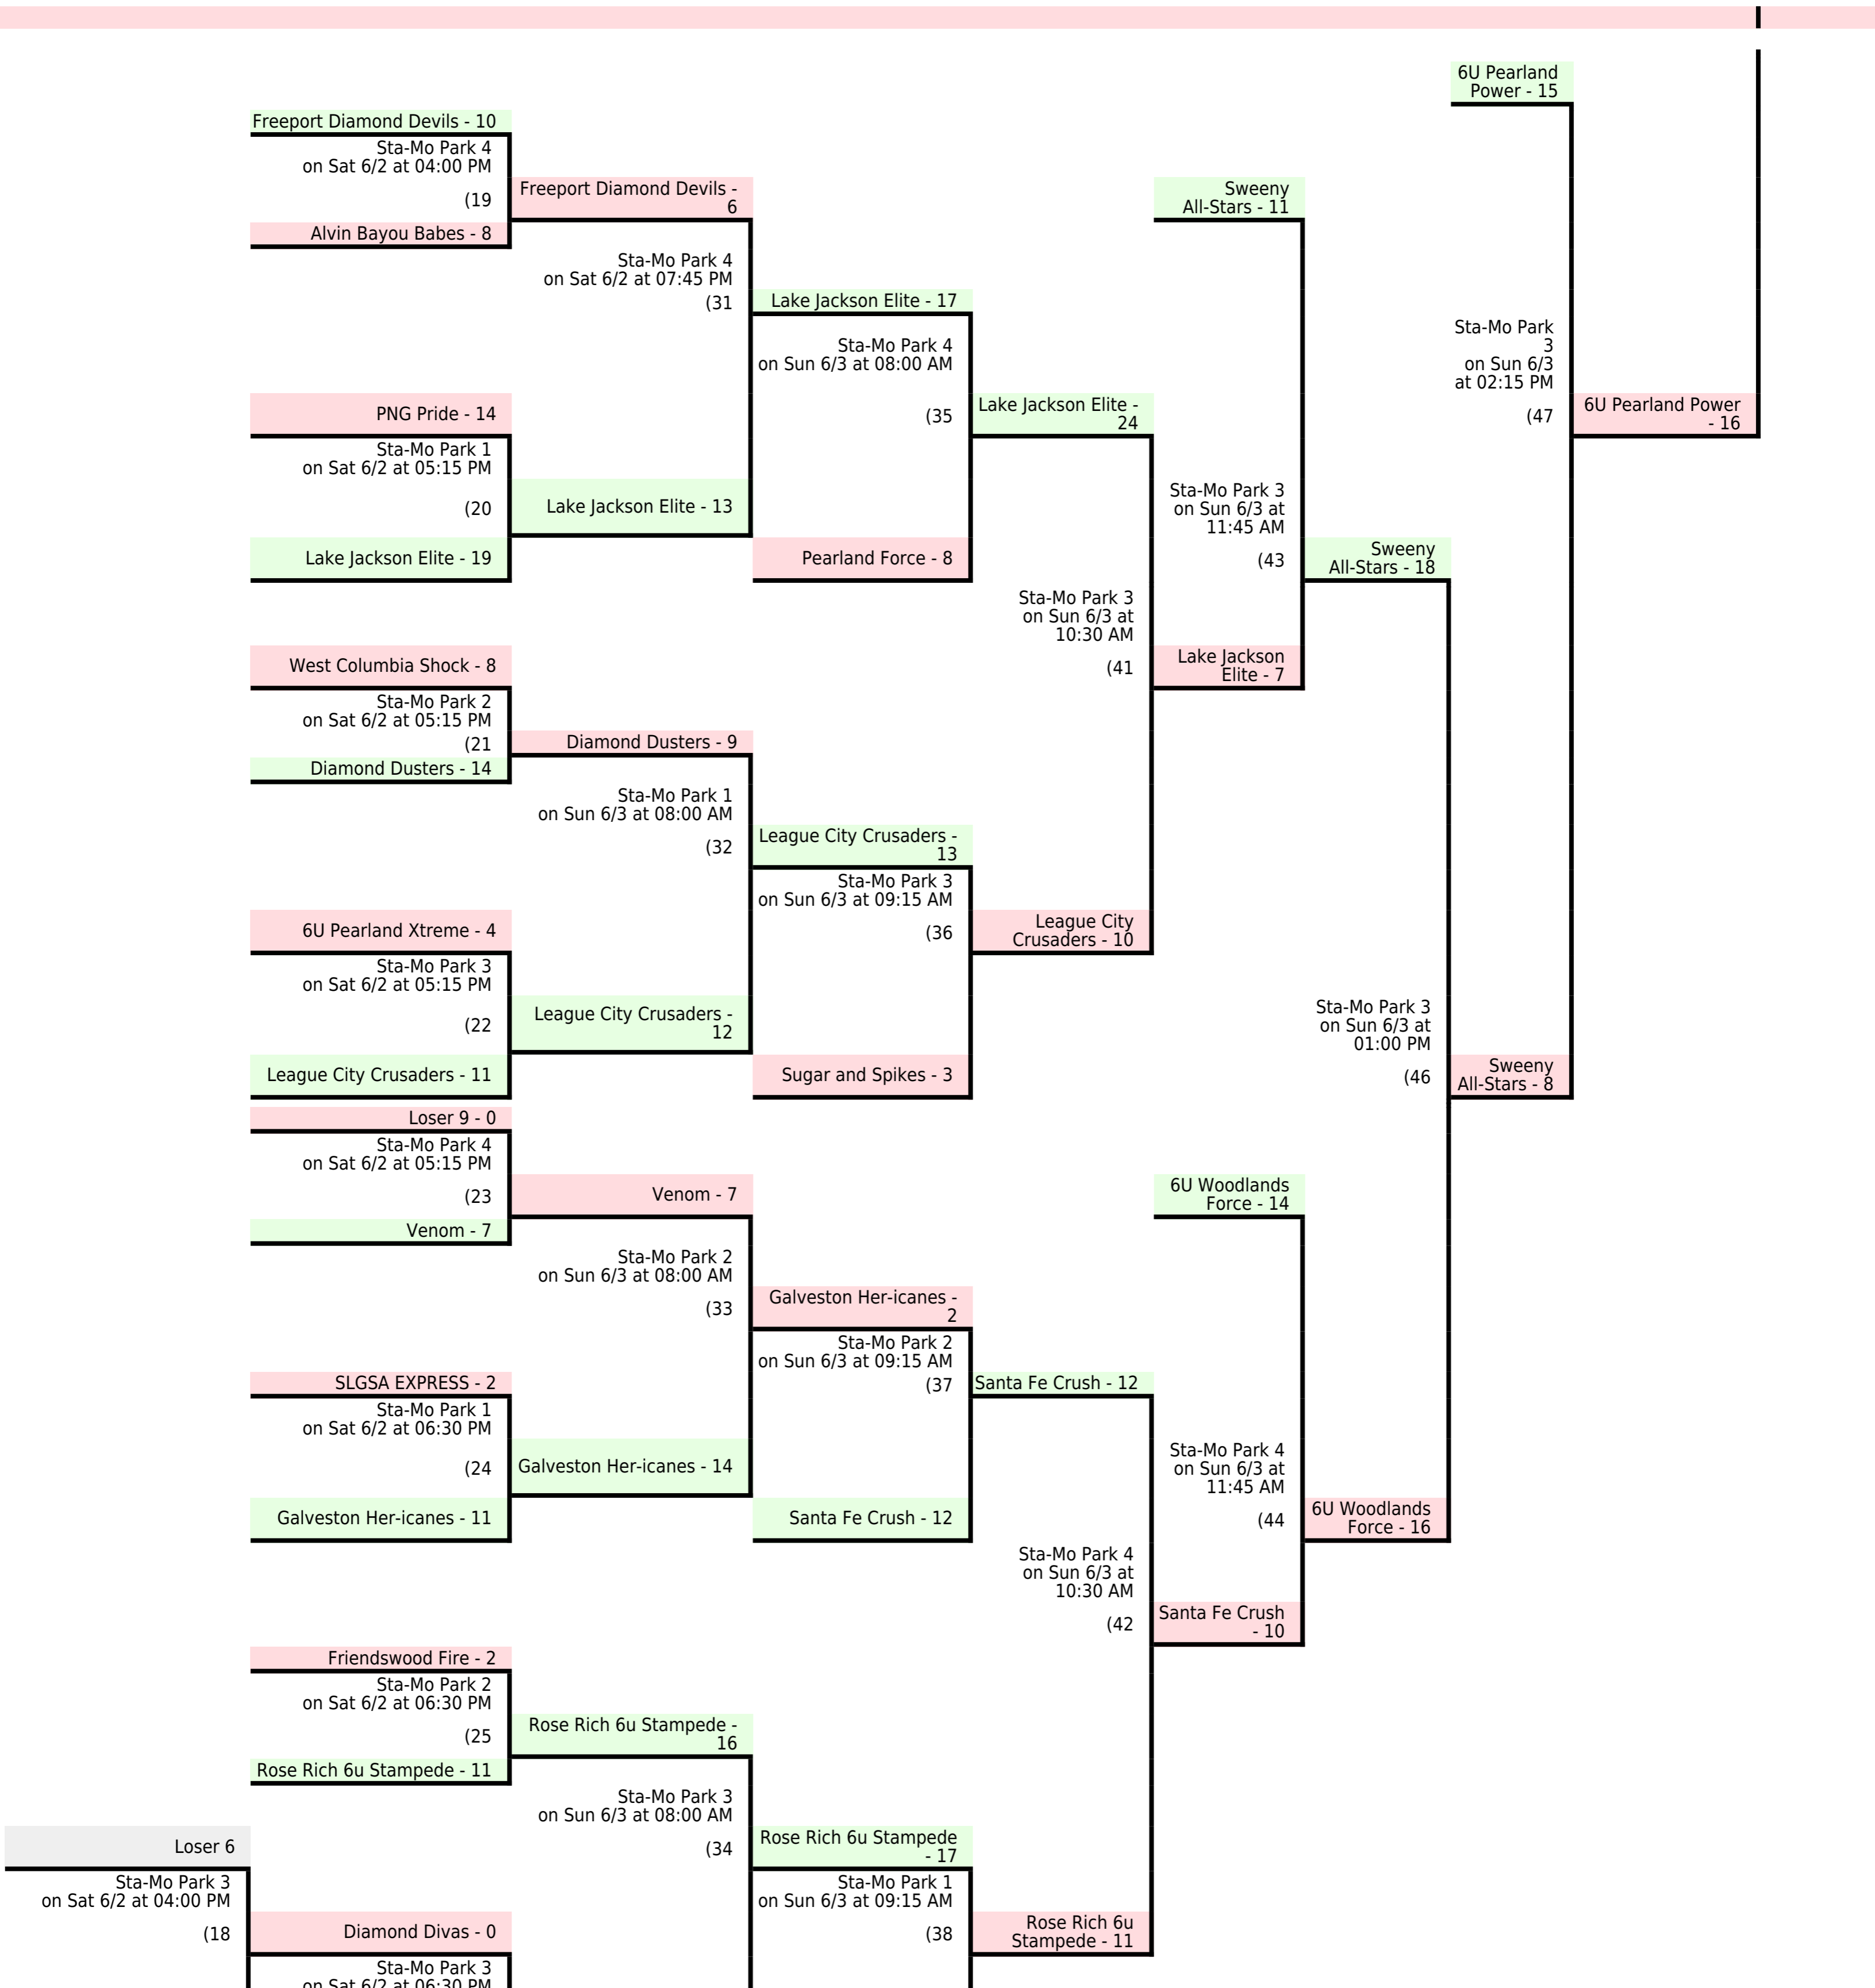 6U Pearland
Power - 15
Freeport Diamond Devils - 10
Sta-Mo Park 4
on Sat 6/2 at 04:00 PM
(19
Alvin Bayou Babes - 8
Freeport Diamond Devils -
6
Sta-Mo Park 4
on Sat 6/2 at 07:45 PM
(31
PNG Pride - 14
Sta-Mo Park 1
on Sat 6/2 at 05:15 PM
(20
Lake Jackson Elite - 19
Lake Jackson Elite - 13
Lake Jackson Elite - 17
Sta-Mo Park 4
on Sun 6/3 at 08:00 AM
(35
Pearland Force - 8
Lake Jackson Elite -
24
Sta-Mo Park 3
on Sun 6/3 at
10:30 AM
(41
Sweeny
All-Stars - 11
Sta-Mo Park 3
on Sun 6/3 at
11:45 AM
(43
Lake Jackson
Elite - 7
Sweeny
All-Stars - 18
Sta-Mo Park
3
on Sun 6/3
at 02:15 PM
(47
6U Pearland Power
- 16
West Columbia Shock - 8
Sta-Mo Park 2
on Sat 6/2 at 05:15 PM
(21
Diamond Dusters - 14
Diamond Dusters - 9
Sta-Mo Park 1
on Sun 6/3 at 08:00 AM
(32
6U Pearland Xtreme - 4
Sta-Mo Park 3
on Sat 6/2 at 05:15 PM
(22
League City Crusaders - 11
League City Crusaders -
12
League City Crusaders -
13
Sta-Mo Park 3
on Sun 6/3 at 09:15 AM
(36
Sugar and Spikes - 3
League City
Crusaders - 10
Sta-Mo Park 3
on Sun 6/3 at
01:00 PM
(46
Sweeny
All-Stars - 8
Loser 9 - 0
Sta-Mo Park 4
on Sat 6/2 at 05:15 PM
(23
Venom - 7
Venom - 7
Sta-Mo Park 2
on Sun 6/3 at 08:00 AM
(33
SLGSA EXPRESS - 2
Sta-Mo Park 1
on Sat 6/2 at 06:30 PM
(24
Galveston Her-icanes - 11
Galveston Her-icanes - 14
Galveston Her-icanes -
2
Sta-Mo Park 2
on Sun 6/3 at 09:15 AM
(37
Santa Fe Crush - 12
Santa Fe Crush - 12
Sta-Mo Park 4
on Sun 6/3 at
10:30 AM
(42
6U Woodlands
Force - 14
Sta-Mo Park 4
on Sun 6/3 at
11:45 AM
(44
Santa Fe Crush
- 10
6U Woodlands
Force - 16
Friendswood Fire - 2
Sta-Mo Park 2
on Sat 6/2 at 06:30 PM
(25
Rose Rich 6u Stampede - 11
Rose Rich 6u Stampede -
16
Sta-Mo Park 3
on Sun 6/3 at 08:00 AM
(34
Rose Rich 6u Stampede
- 17
Sta-Mo Park 1
on Sun 6/3 at 09:15 AM
(38
Rose Rich 6u
Stampede - 11
Loser 6
Sta-Mo Park 3
on Sat 6/2 at 04:00 PM
(18
Diamond Divas - 0
Sta-Mo Park 3
on Sat 6/2 at 06:30 PM